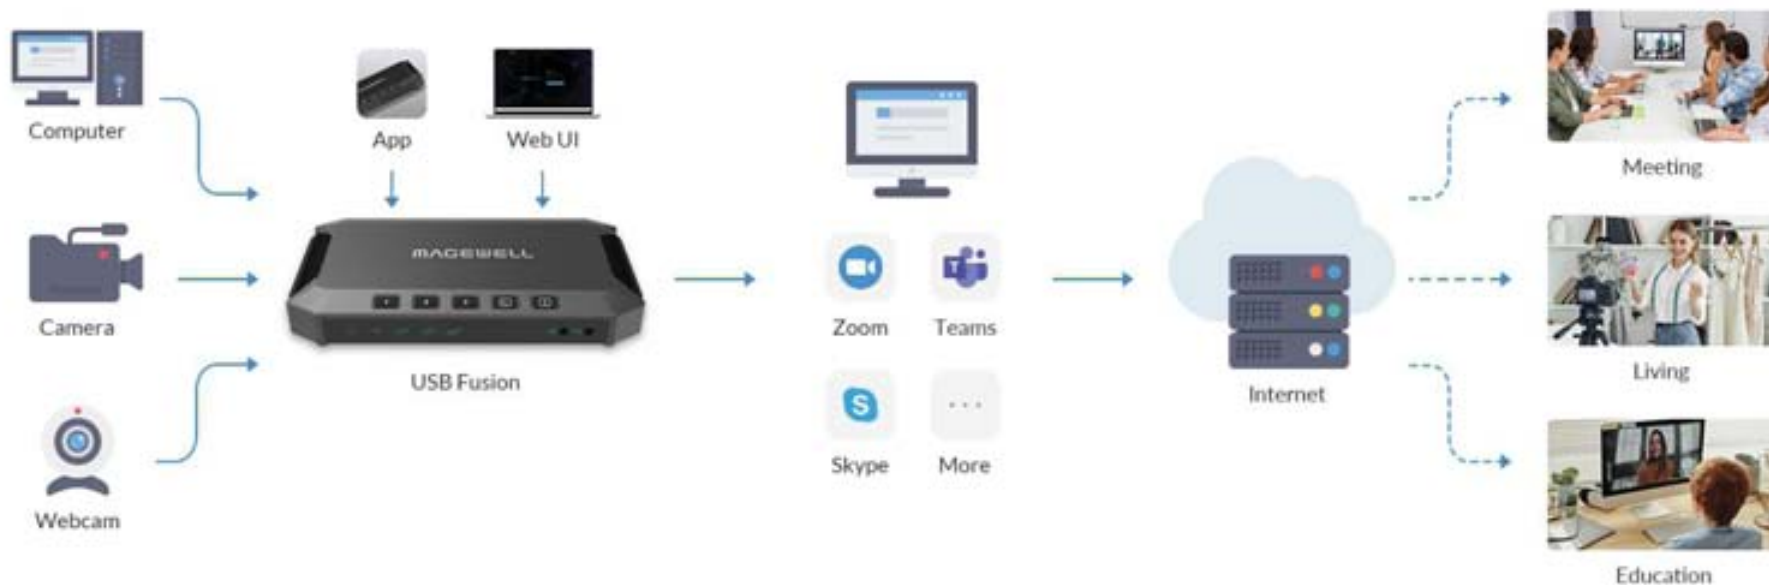 Computer
Camera
Webcam
App
Web UI
MAGEWELL
USB Fusion
Zoom
Teams
Skype
More
Internet
Meeting
Living
Education